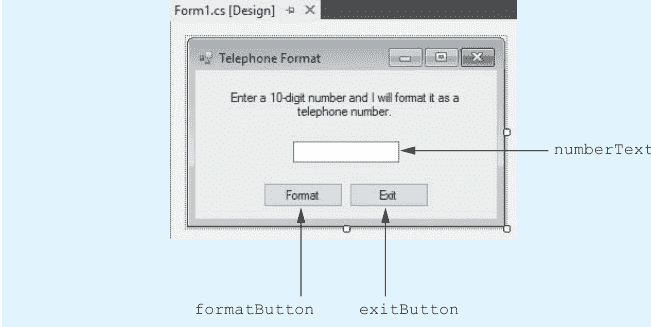 Form1.cs [Design]
Telephone Format
Enter a 10-digit number and I will format it as a
telephone number.
numberText
Format
Exit
formatButton
exitButton